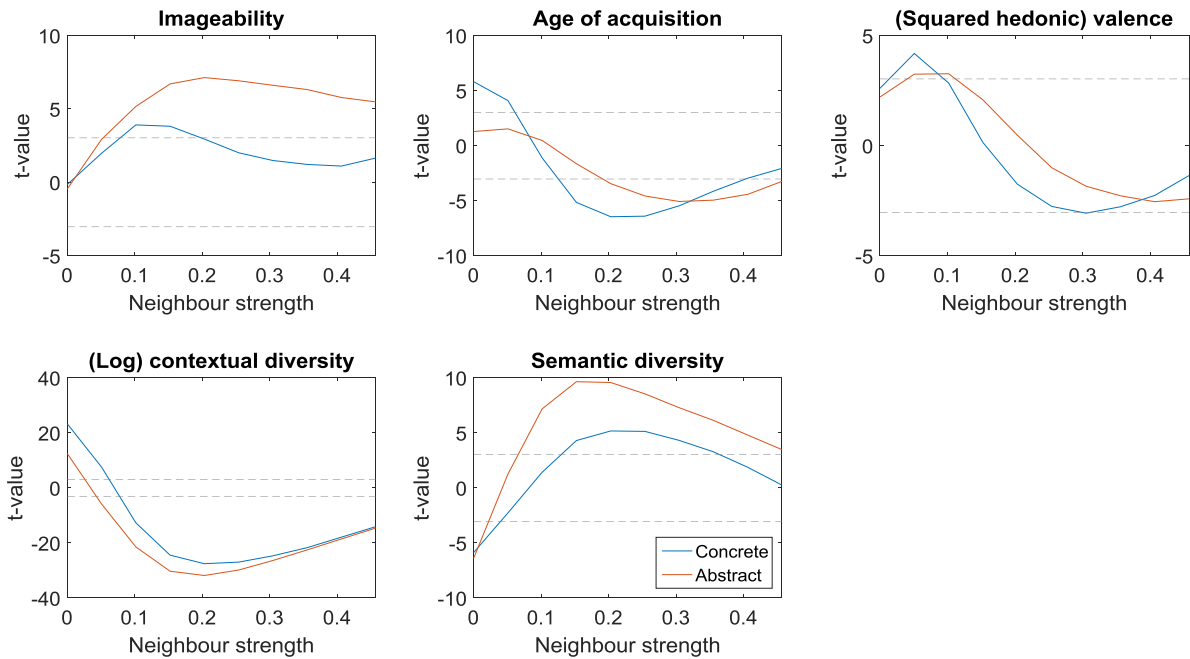 Imageability
10
5
0
-5
t-value
0 0.1 0.2 0.3 0.4
Neighbour strength
Age of acquisition
10
5
0
-5
-10
t-value
0 0.1 0.2 0.3 0.4
Neighbour strength
(Squared hedonic) valence
5
0
-5
t-value
0 0.1 0.2 0.3 0.4
Neighbour strength
(Log) contextual diversity
40
20
0
-20
-40
t-value
0 0.1 0.2 0.3 0.4
Neighbour strength
Semantic diversity
10
5
0
-5
-10
t-value
Concrete
Abstract
0 0.1 0.2 0.3 0.4
Neighbour strength